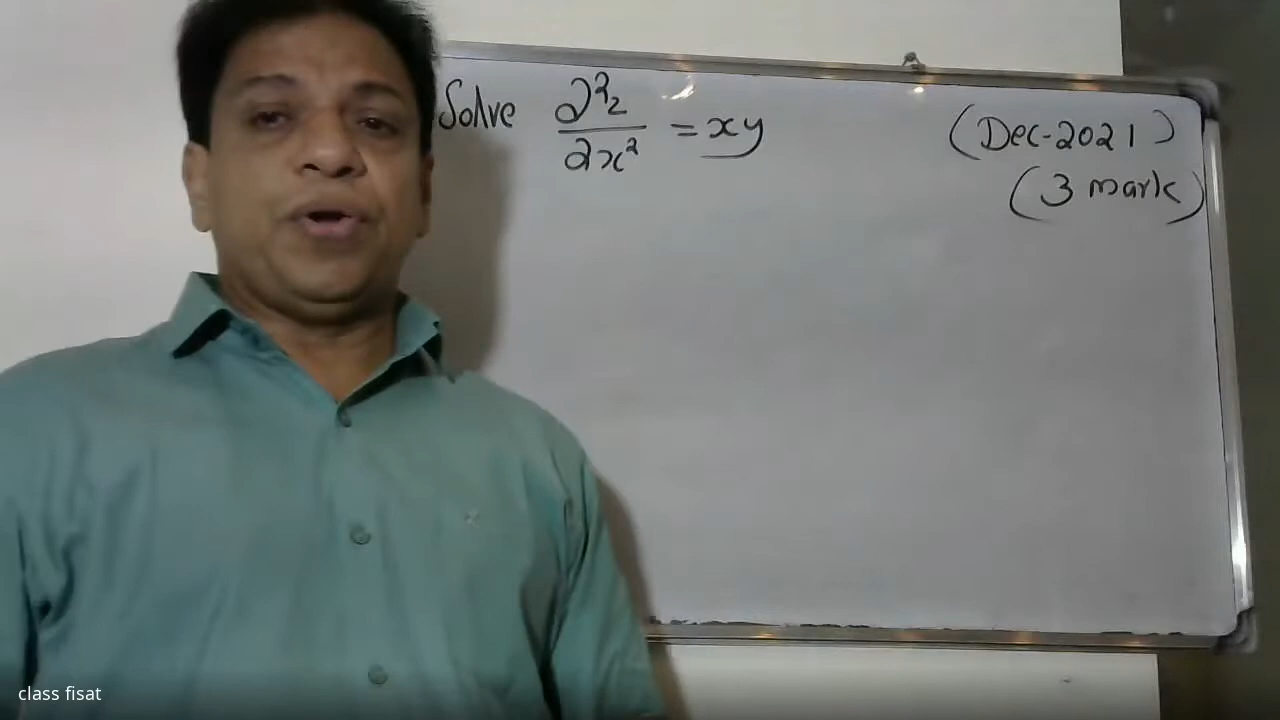 Solve ∂²z/∂x² = xy
(Dec-2021)
(3 mark)
class fisat